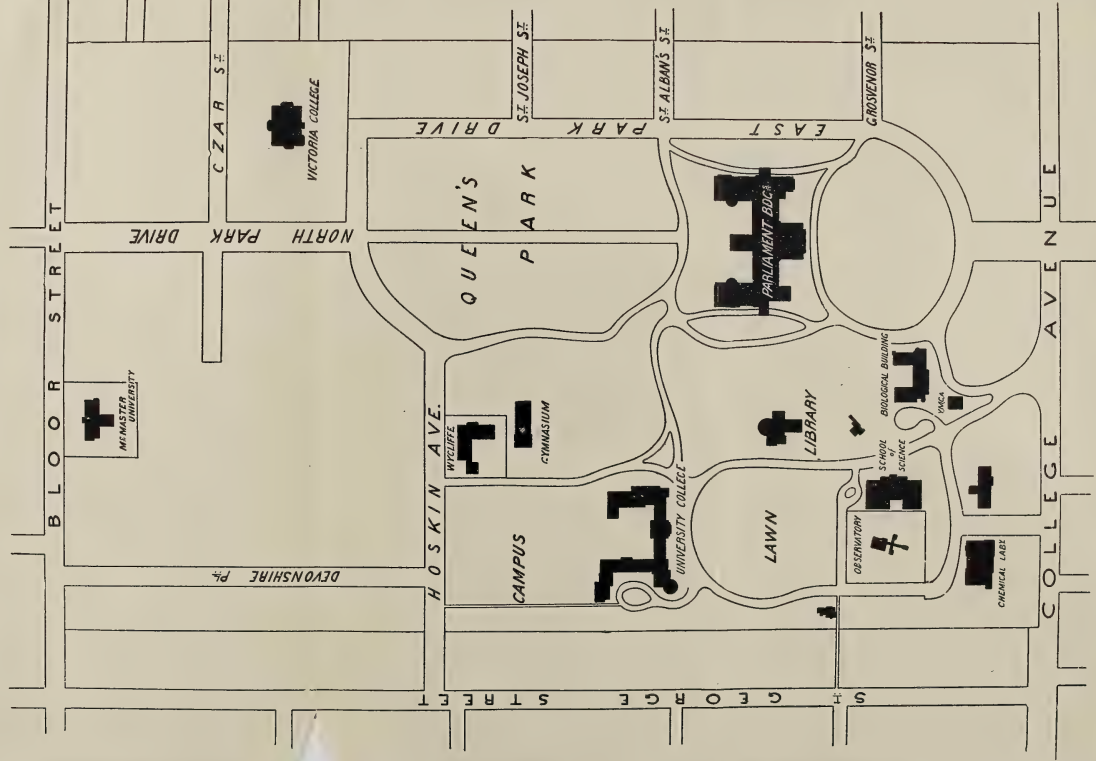 BLOOR STREET
CZAR ST
VICTORIA COLLEGE
NORTH PARK DRIVE
McMASTER
UNIVERSITY
EAST PARK DRIVE
ST JOSEPH ST
ST ALBAN'S ST
GROSVENOR ST
QUEEN'S
PARK
PARLIAMENT BDGS.
HOSKIN AVE.
WYCLIFFE
GYMNASIUM
DEVONSHIRE PL
CAMPUS
UNIVERSITY COLLEGE
LAWN
LIBRARY
BIOLOGICAL BUILDING
YMCA
SCHOOL
of
SCIENCE
OBSERVATORY
CHEMICAL LABY.
ST GEORGE STREET
COLLEGE AVENUE